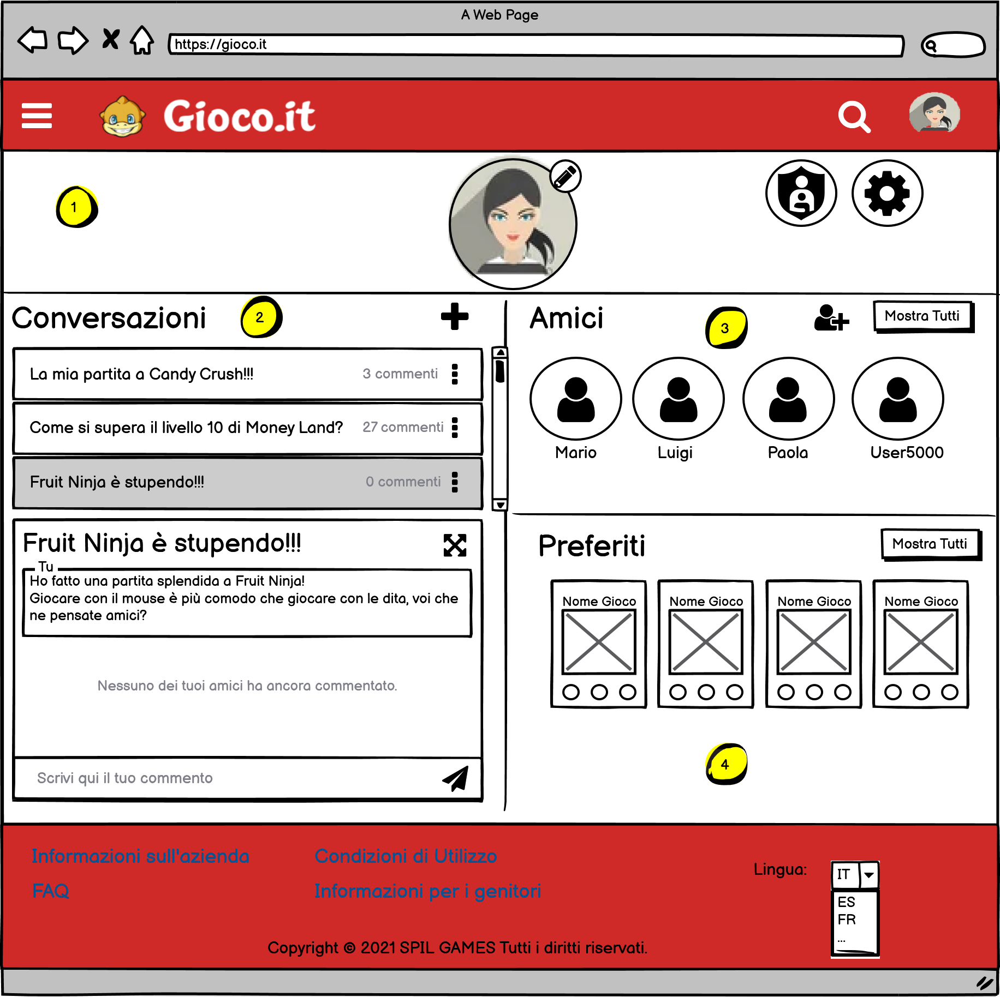 A Web Page
https://gioco.it
Gioco.it
1
Conversazioni
2
La mia partita a Candy Crush!!!
3 commenti
Come si supera il livello 10 di Money Land?
27 commenti
Fruit Ninja è stupendo!!!
0 commenti
Fruit Ninja è stupendo!!!
Tu
Ho fatto una partita splendida a Fruit Ninja!
Giocare con il mouse è più comodo che giocare con le dita, voi che
ne pensate amici?
Nessuno dei tuoi amici ha ancora commentato.
Scrivi qui il tuo commento
Amici
3
Mostra Tutti
Mario
Luigi
Paola
User5000
Preferiti
Mostra Tutti
Nome Gioco
Nome Gioco
Nome Gioco
Nome Gioco
4
Informazioni sull'azienda
Condizioni di Utilizzo
FAQ
Informazioni per i genitori
Lingua:
IT
ES
FR
...
Copyright © 2021 SPIL GAMES Tutti i diritti riservati.